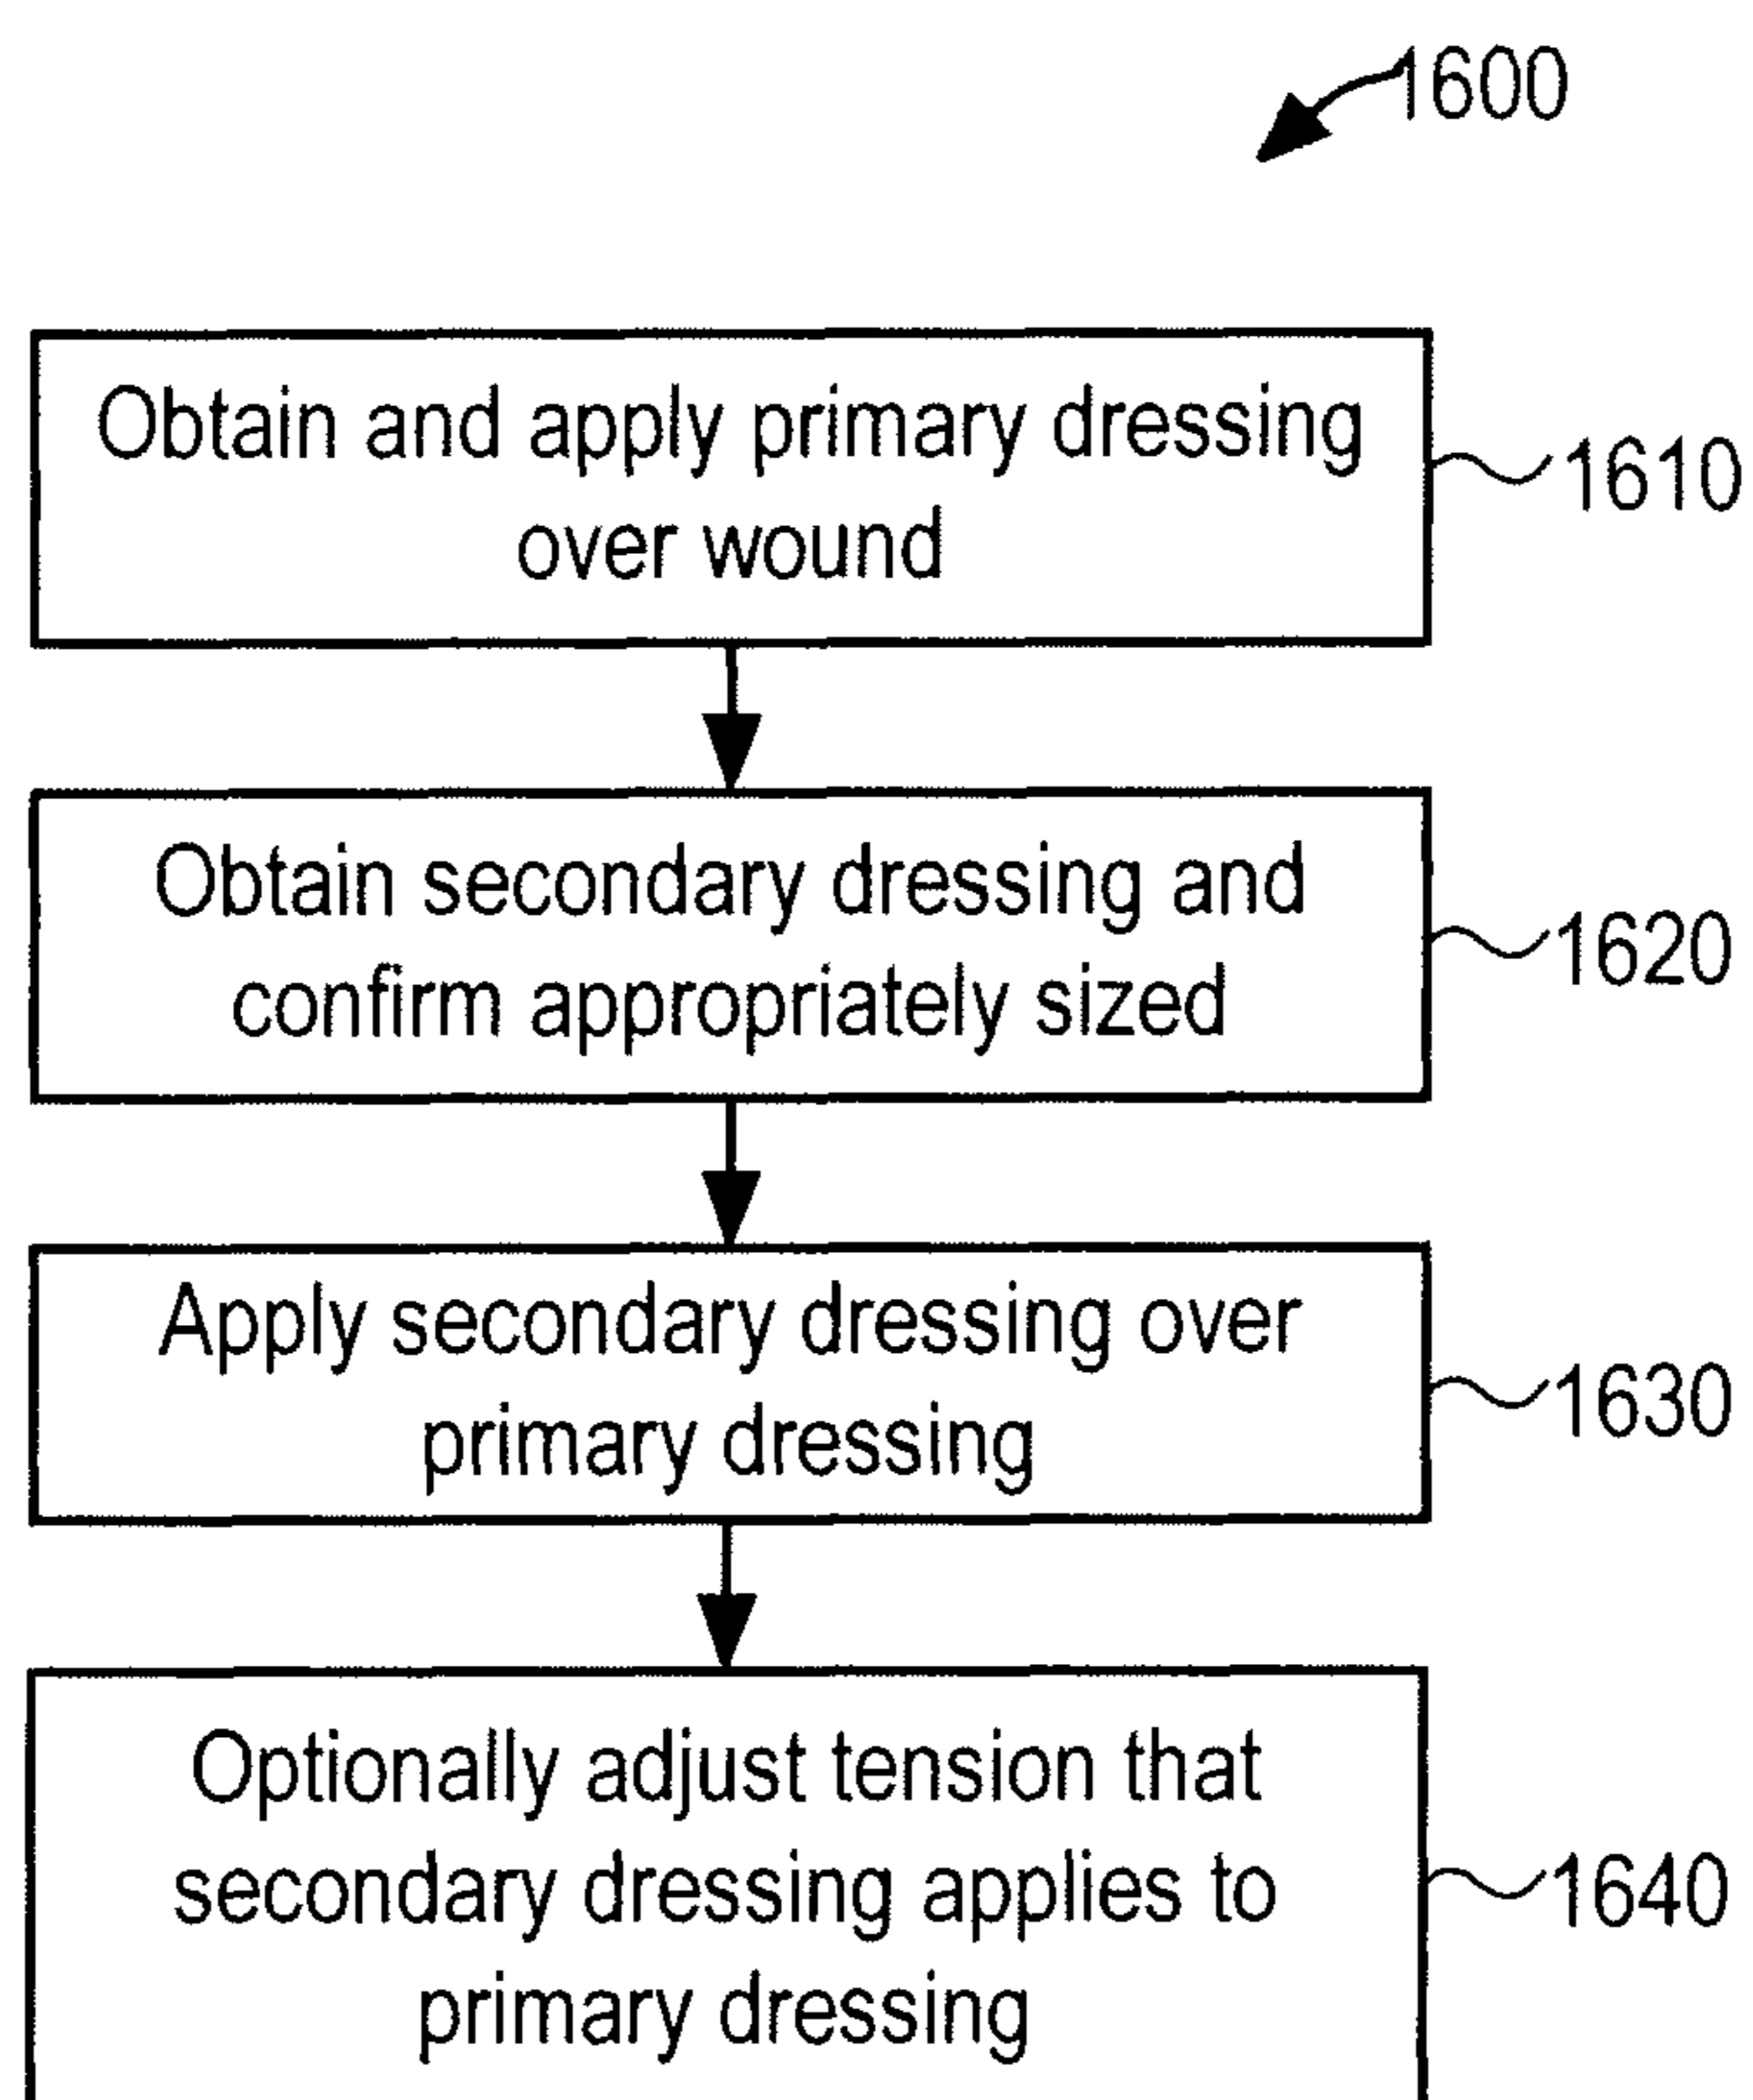 1600
Obtain and apply primary dressing
over wound
1610
Obtain secondary dressing and
confirm appropriately sized
1620
Apply secondary dressing over
primary dressing
1630
Optionally adjust tension that
secondary dressing applies to
primary dressing
1640